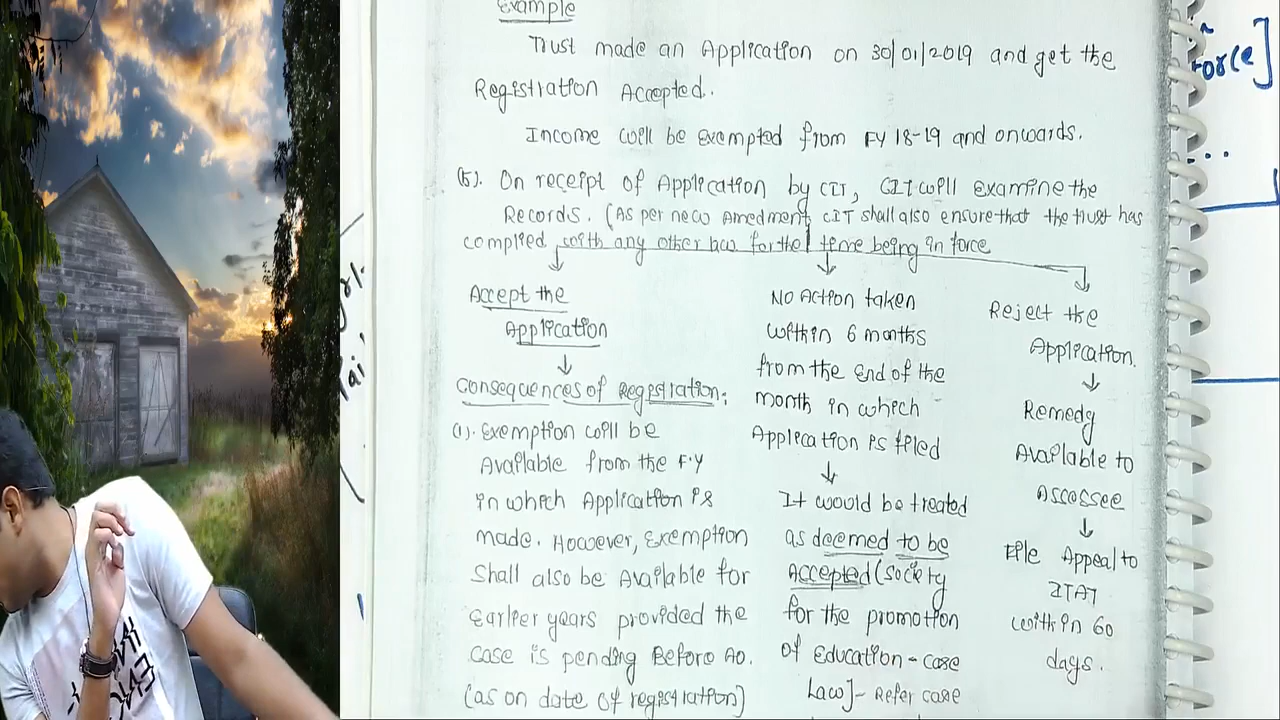 Example
Trust made an Application on 30/01/2019 and get the
Registration Accepted.
Income will be exempted from FY 18-19 and onwards.
(5). On receipt of Application by CIT, CIT will examine the
Records. (As per new Amedment, CIT shall also ensure that the trust has
complied with any other law for the time being in force
Accept the
Application
Consequences of Registration:
(1). Exemption will be
Available from the F.Y
in which Application is
made. However, Exemption
shall also be Available for
Earlier years provided the
case is pending Before AO.
(as on date of registration)
No Action taken
within 6 months
from the end of the
month in which
Application is filed
It would be treated
as deemed to be
Accepted (society
for the promotion
of Education - case
Law] - Refer case
Reject the
Application.
Remedy
Available to
Assessee
File Appeal to
ITAT
within 60
days.
force]